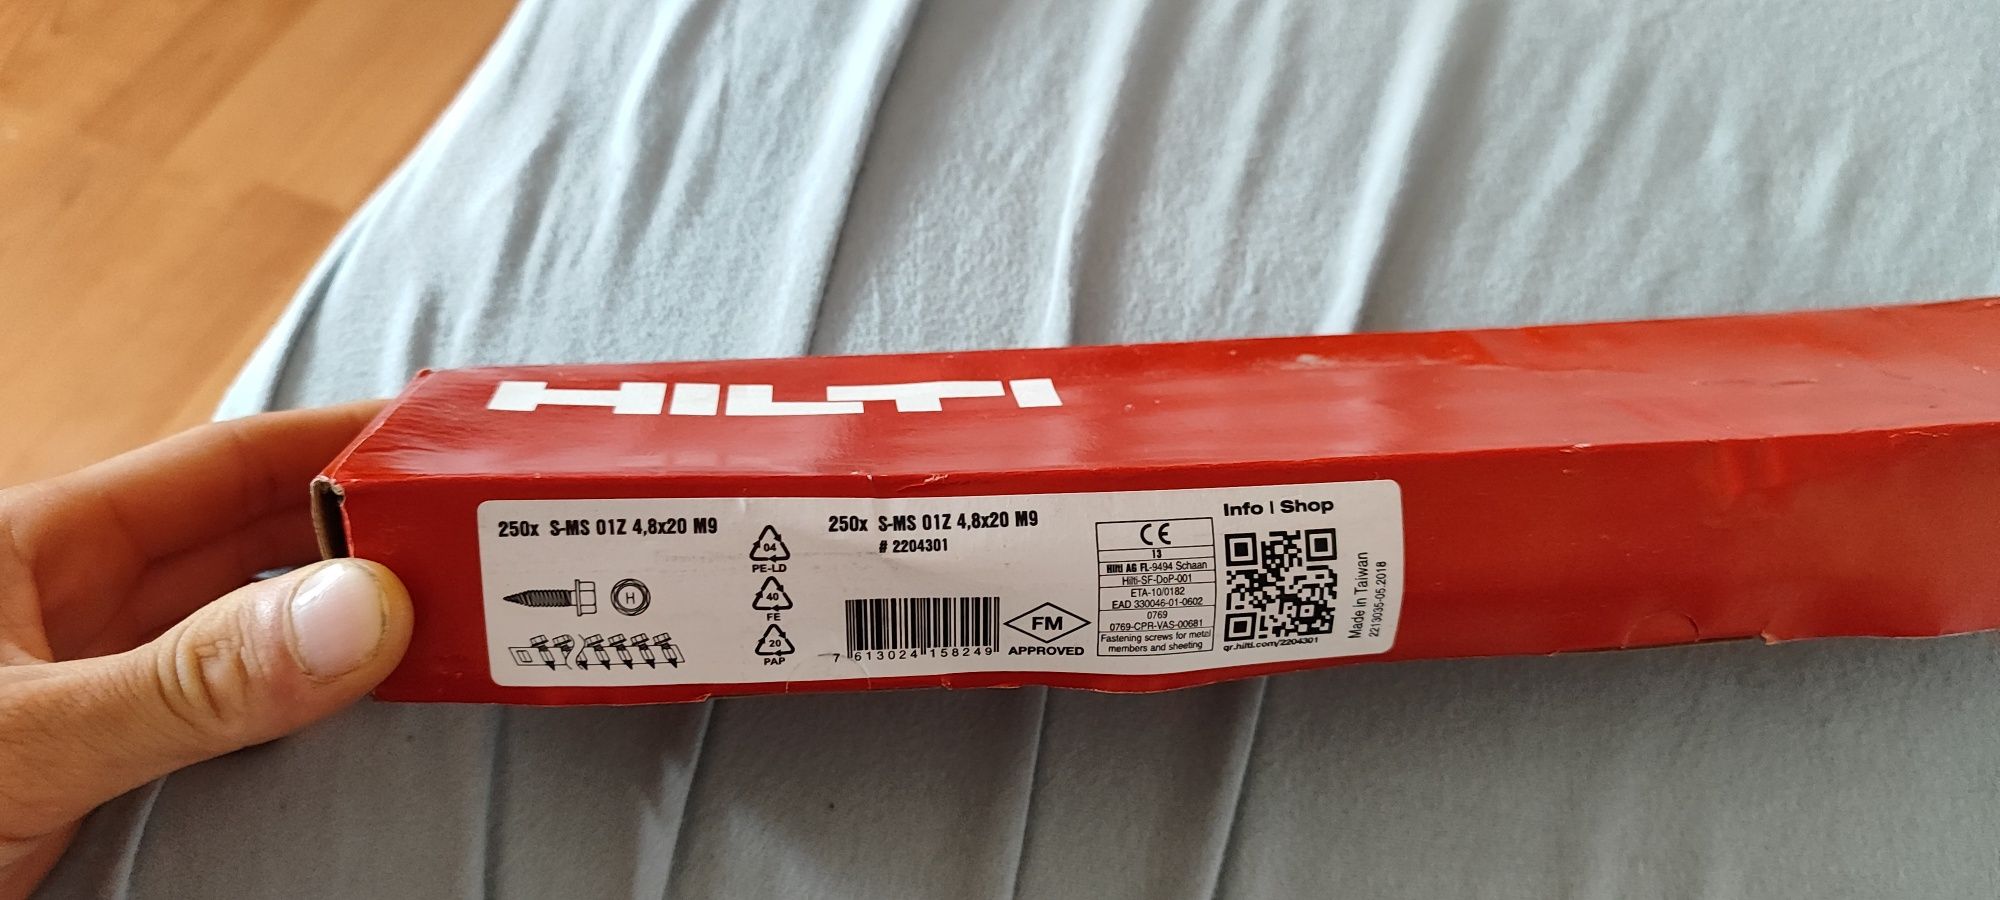 HILTI
250x S-MS 01Z 4,8x20 M9
H
04
PE-LD
40
FE
20
PAP
250x S-MS 01Z 4,8x20 M9
# 2204301
7 613024 158249
FM
APPROVED
CE
13
Hilti AG FL-9494 Schaan
Hilti-SF-DoP-001
ETA-10/0182
EAD 330046-01-0602
0769
0769-CPR-VAS-00681
Fastening screws for metal
members and sheeting
Info | Shop
qr.hilti.com/2204301
Made in Taiwan
2213035-05.2018